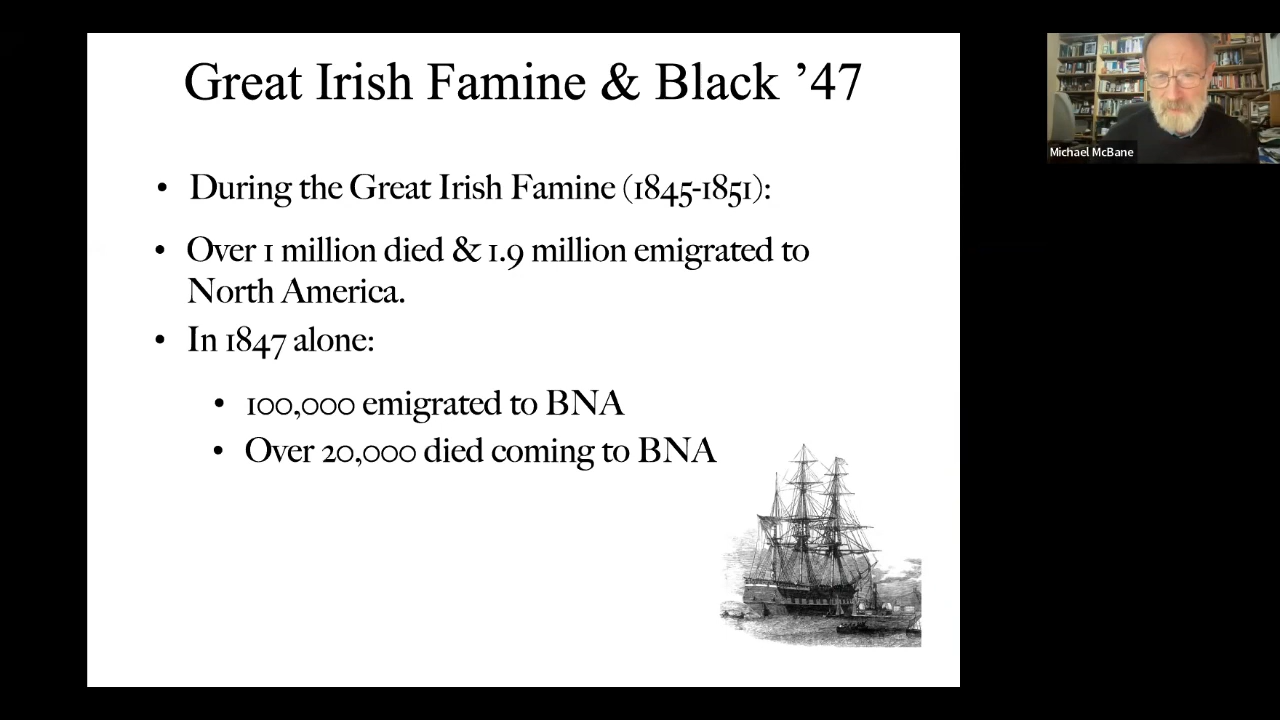 Great Irish Famine & Black ’47
• During the Great Irish Famine (1845-1851):
• Over 1 million died & 1.9 million emigrated to
North America.
• In 1847 alone:
• 100,000 emigrated to BNA
• Over 20,000 died coming to BNA
Michael McBane